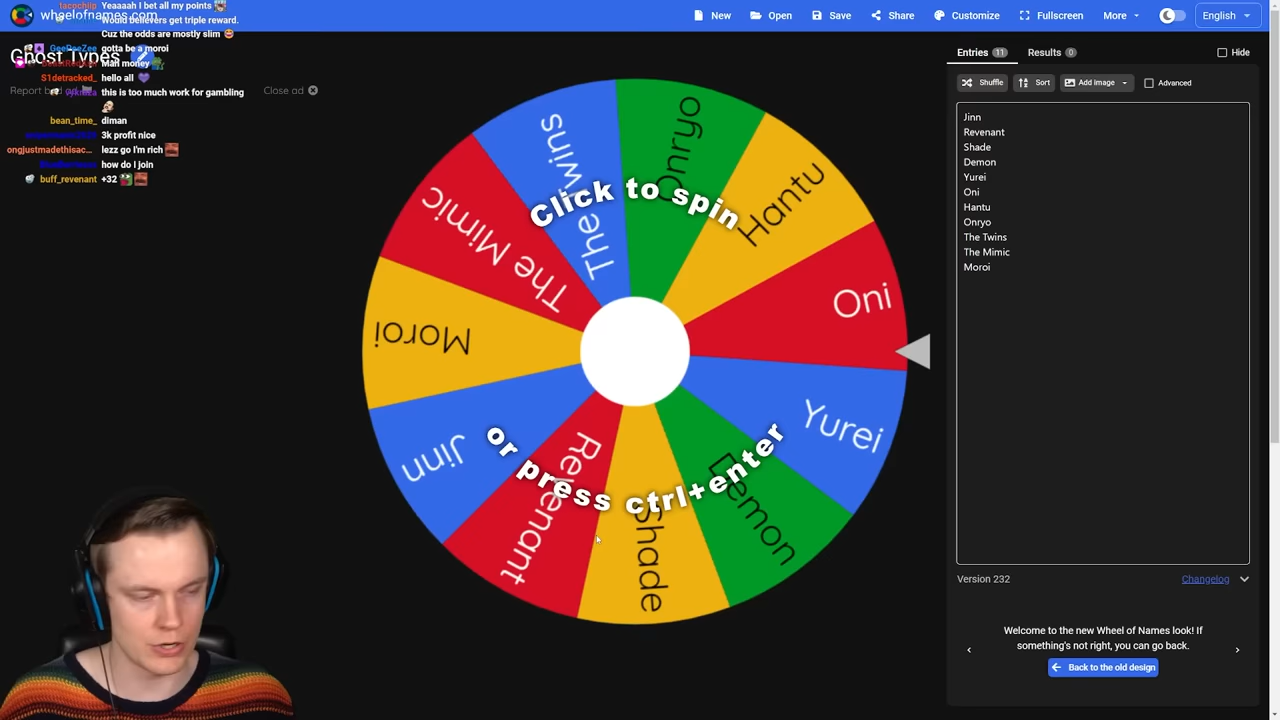 tacochip Yeaaaah I bet all my points
whaelofnames.com
Would believers get triple reward.
Cuz the odds are mostly slim
New
Open
Save
Share
Customize
Fullscreen
More
English
Ghost Types
GeePeeZee gotta be a moroi
Mah money
S1detracked_ hello all
this is too much work for gambling
bean_time_ diman
3k profit nice
ongjustmadethisac... lezz go I'm rich
how do I join
buff_revenant +32
Close ad
Click to spin
or press ctrl+enter
Onryo
Hantu
Oni
Yurei
Demon
Shade
Revenant
Jinn
Moroi
The Mimic
The Twins
Entries 11
Results 0
Hide
Shuffle
Sort
Add image
Advanced
Jinn
Revenant
Shade
Demon
Yurei
Oni
Hantu
Onryo
The Twins
The Mimic
Moroi
Version 232
Changelog
Welcome to the new Wheel of Names look! If
something's not right, you can go back.
Back to the old design